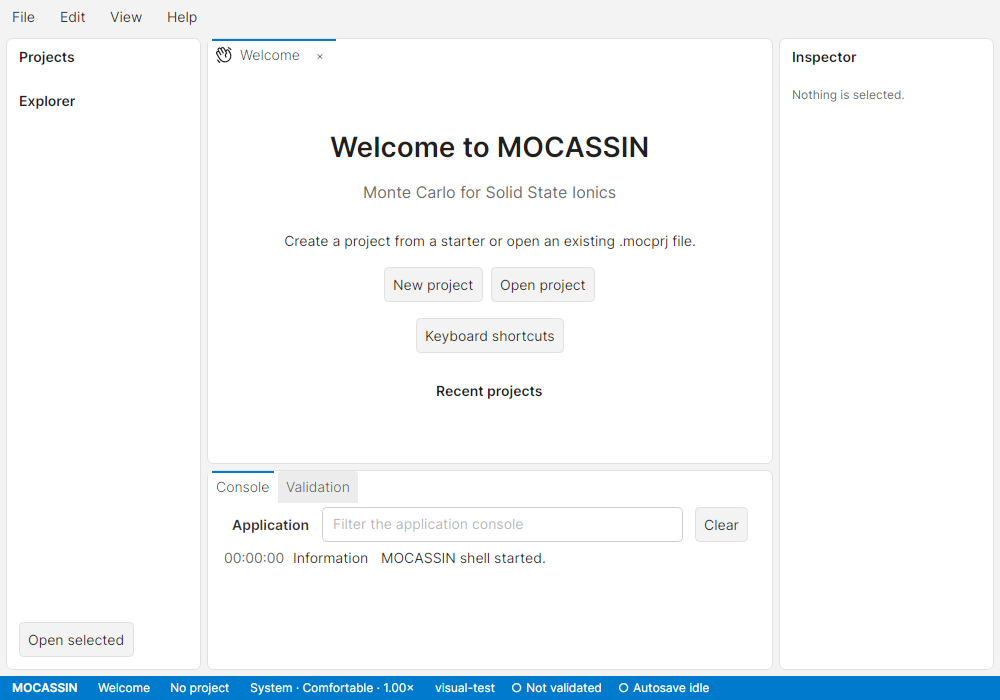 File Edit View Help
Projects
Explorer
Open selected
Welcome ×
Welcome to MOCASSIN
Monte Carlo for Solid State Ionics
Create a project from a starter or open an existing .mocprj file.
New project Open project
Keyboard shortcuts
Recent projects
Console Validation
Application Filter the application console Clear
00:00:00 Information MOCASSIN shell started.
Inspector
Nothing is selected.
MOCASSIN Welcome No project System · Comfortable · 1.00× visual-test Not validated Autosave idle